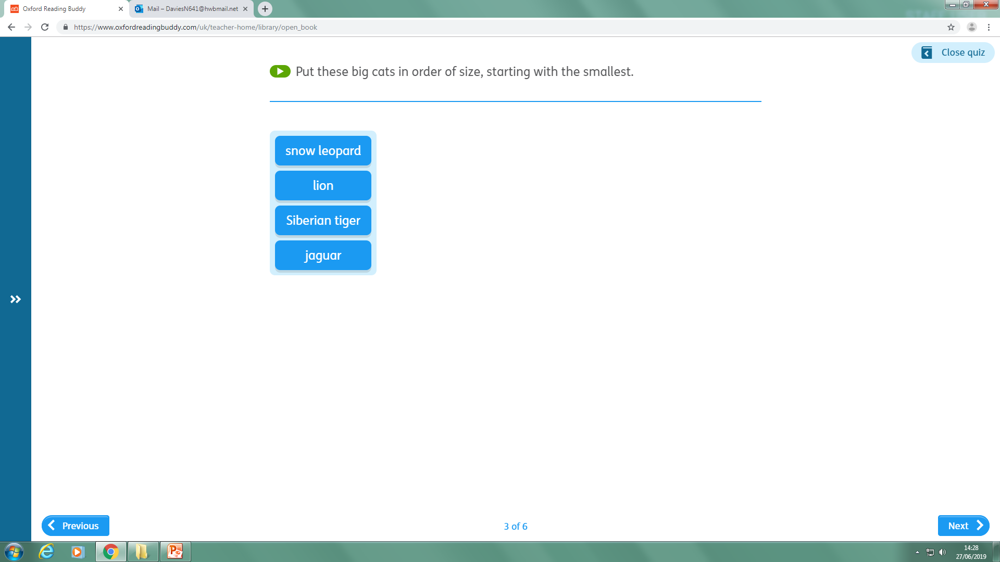 Oxford Reading Buddy
Mail – DaviesN641@hwbmail.net
https://www.oxfordreadingbuddy.com/uk/teacher-home/library/open_book
Close quiz
Put these big cats in order of size, starting with the smallest.
snow leopard
lion
Siberian tiger
jaguar
Previous
3 of 6
Next
14:28
27/06/2019